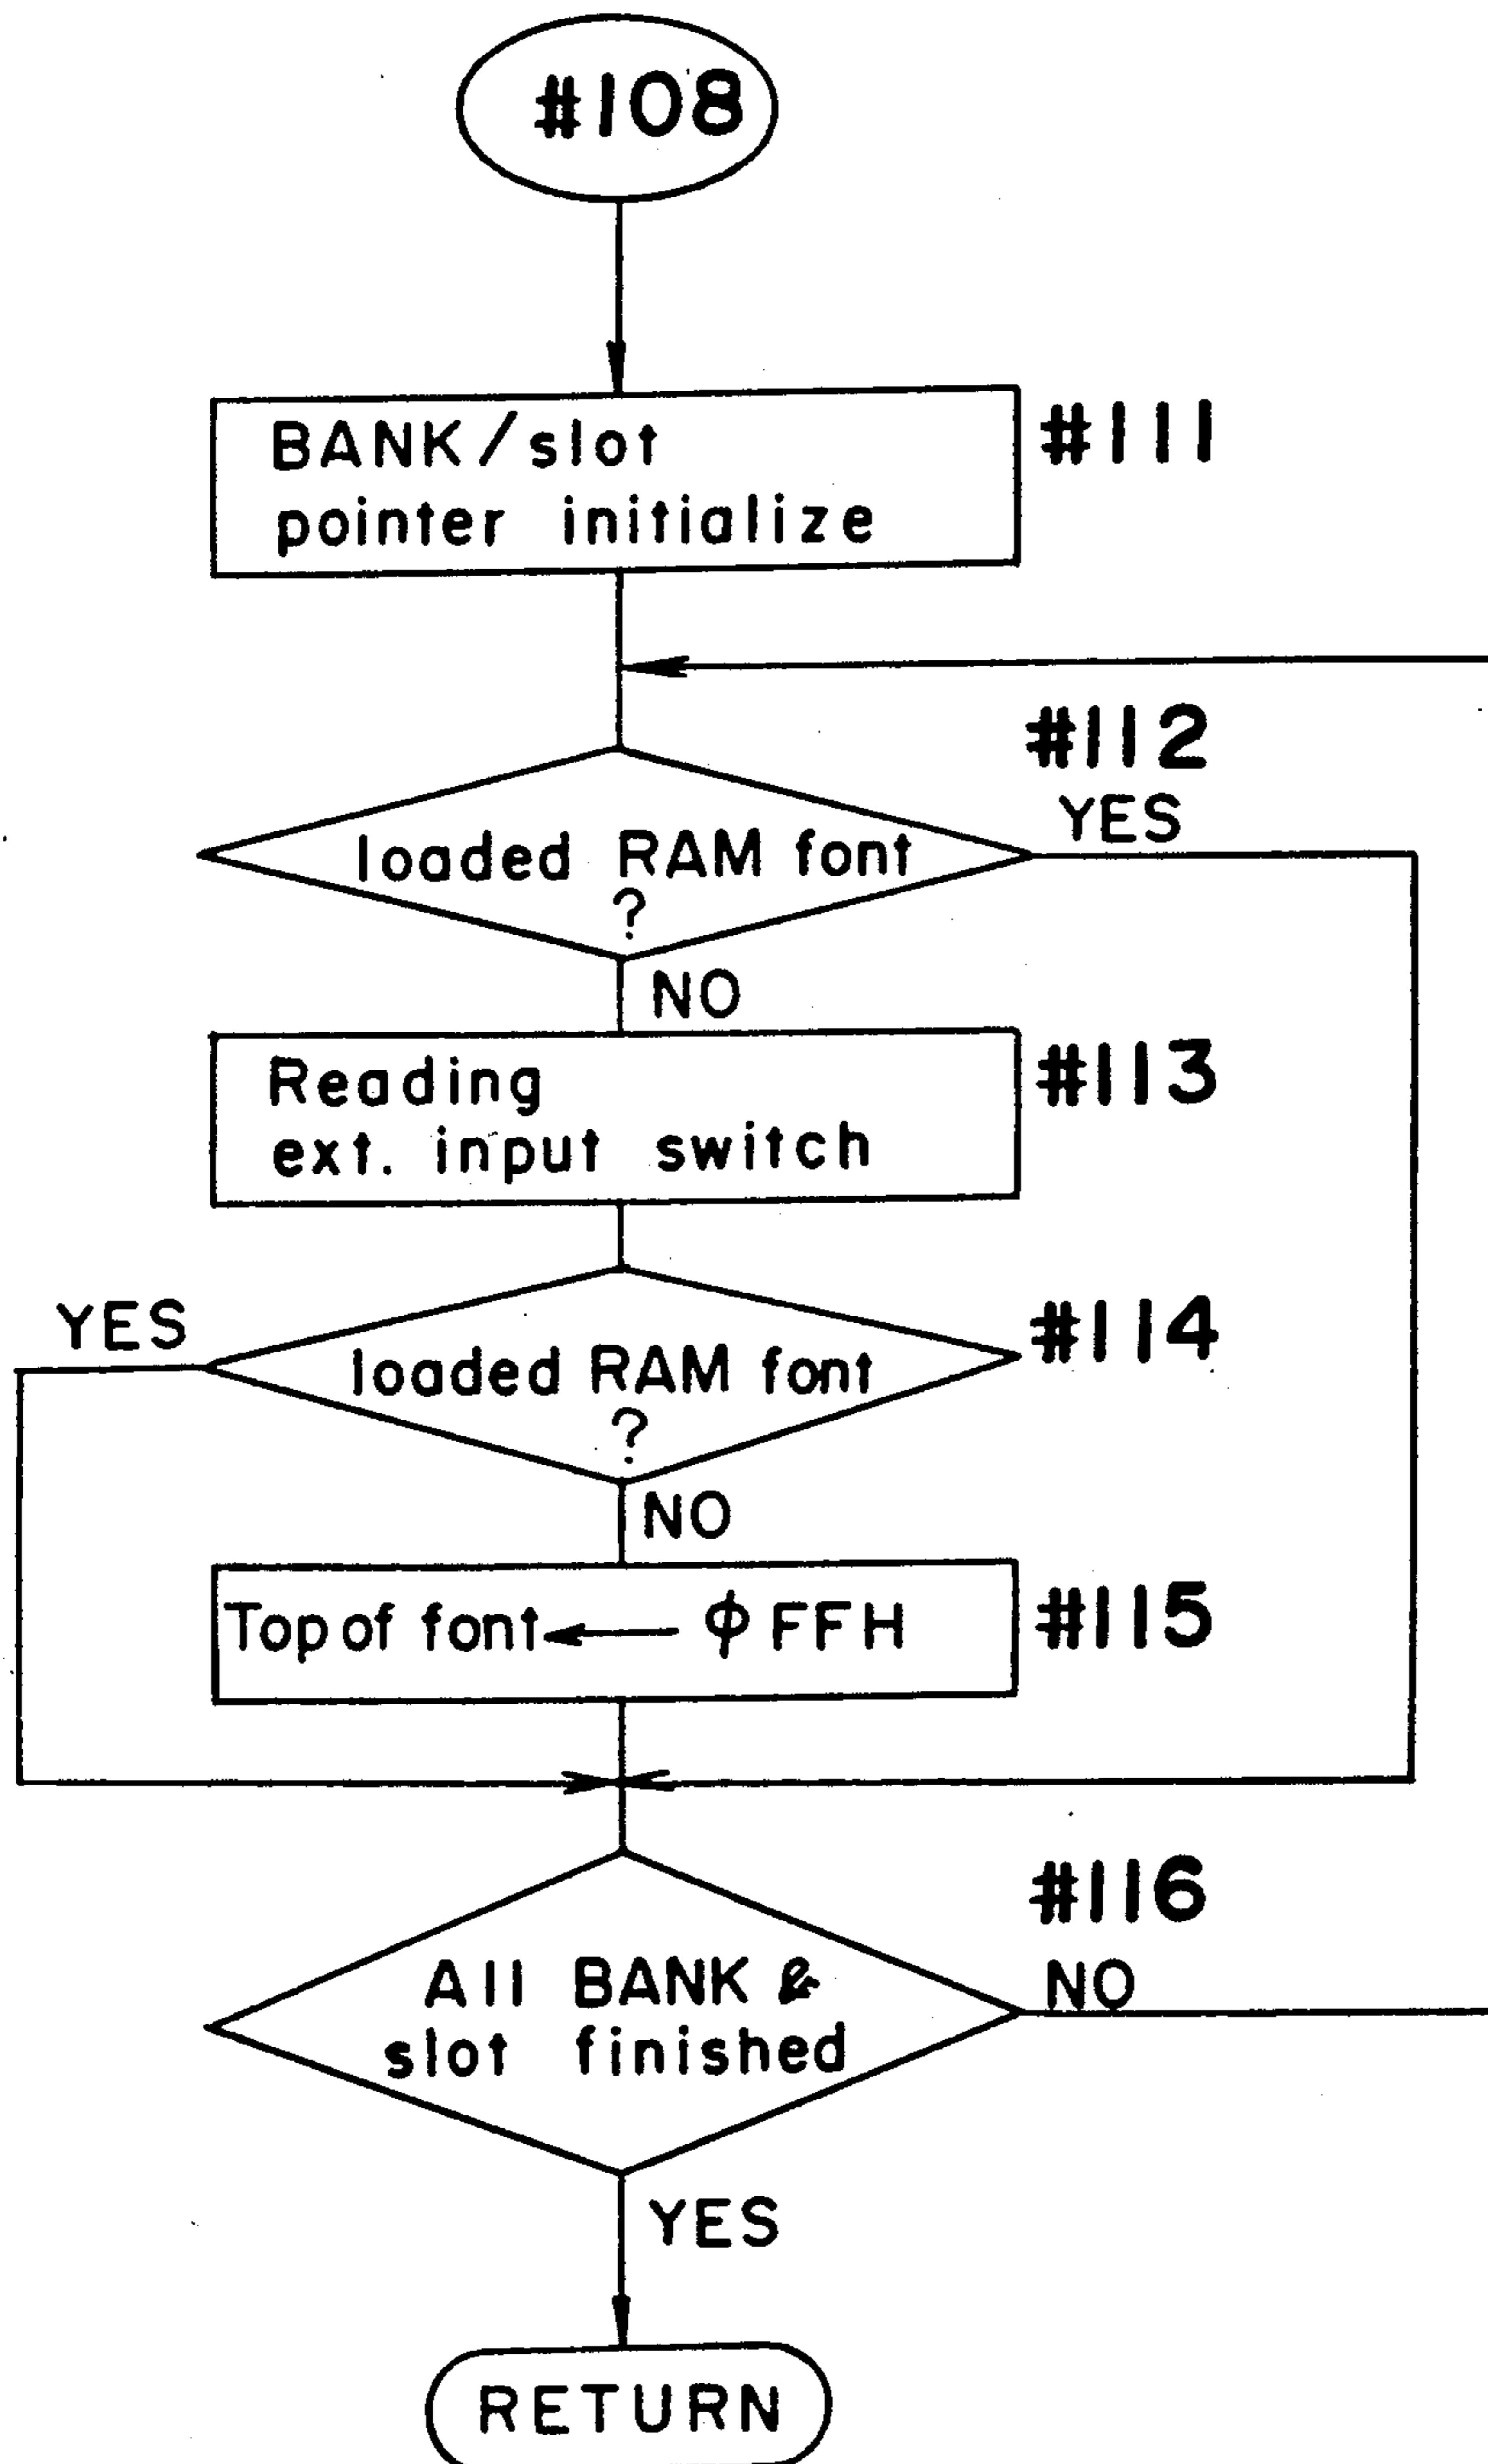 #108
BANK/slot
pointer initialize
#111
#112
YES
loaded RAM font
?
NO
Reading
ext. input switch
#113
YES
#114
loaded RAM font
?
NO
Top of font ← φFFH
#115
#116
NO
All BANK &
slot finished
YES
RETURN